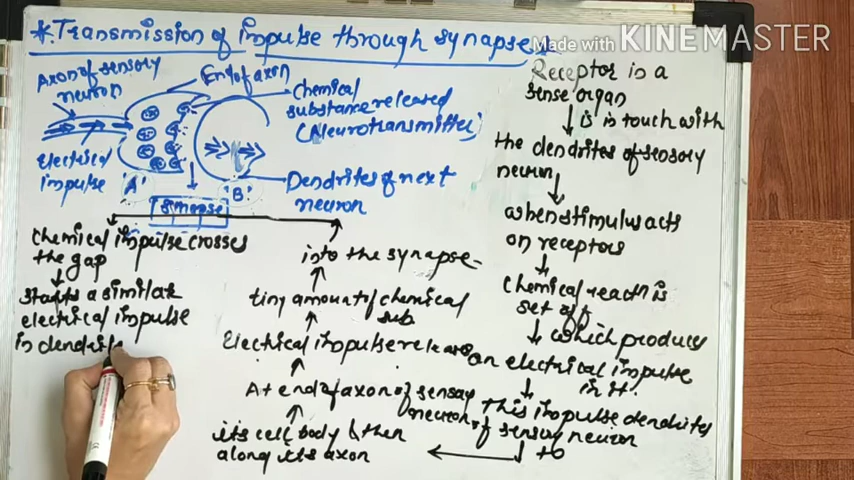 *. Transmission of impulse through synapse :
Made with KINEMASTER
Axon of sensory
neuron
End of axon
Chemical
substance released
(Neurotransmitter)
Electrical
impulse
'A'
'B'
Dendrites of next
neuron
Synapse
Receptor in a
sense organ
is in touch with
the dendrites of sensory
neuron
when stimulus acts
on receptors
Chemical reactn is
set off
which produces
an electrical impulse
in it.
This impulse dendrites
of sensory neuron
to
its cell body & then
along its axon
At end of axon of sensory
neuron
Electrical impulse releases
tiny amount of chemical
sub.
into the synapse
Chemical impulse crosses
the gap
starts a similar
electrical impulse
in dendrite